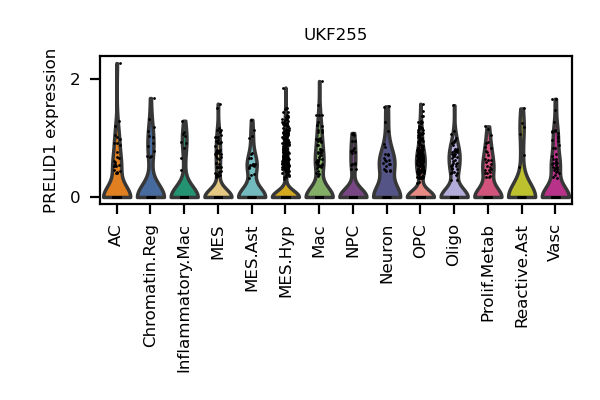 UKF255
PRELID1 expression
2
0
AC
Chromatin.Reg
Inflammatory.Mac
MES
MES.Ast
MES.Hyp
Mac
NPC
Neuron
OPC
Oligo
Prolif.Metab
Reactive.Ast
Vasc